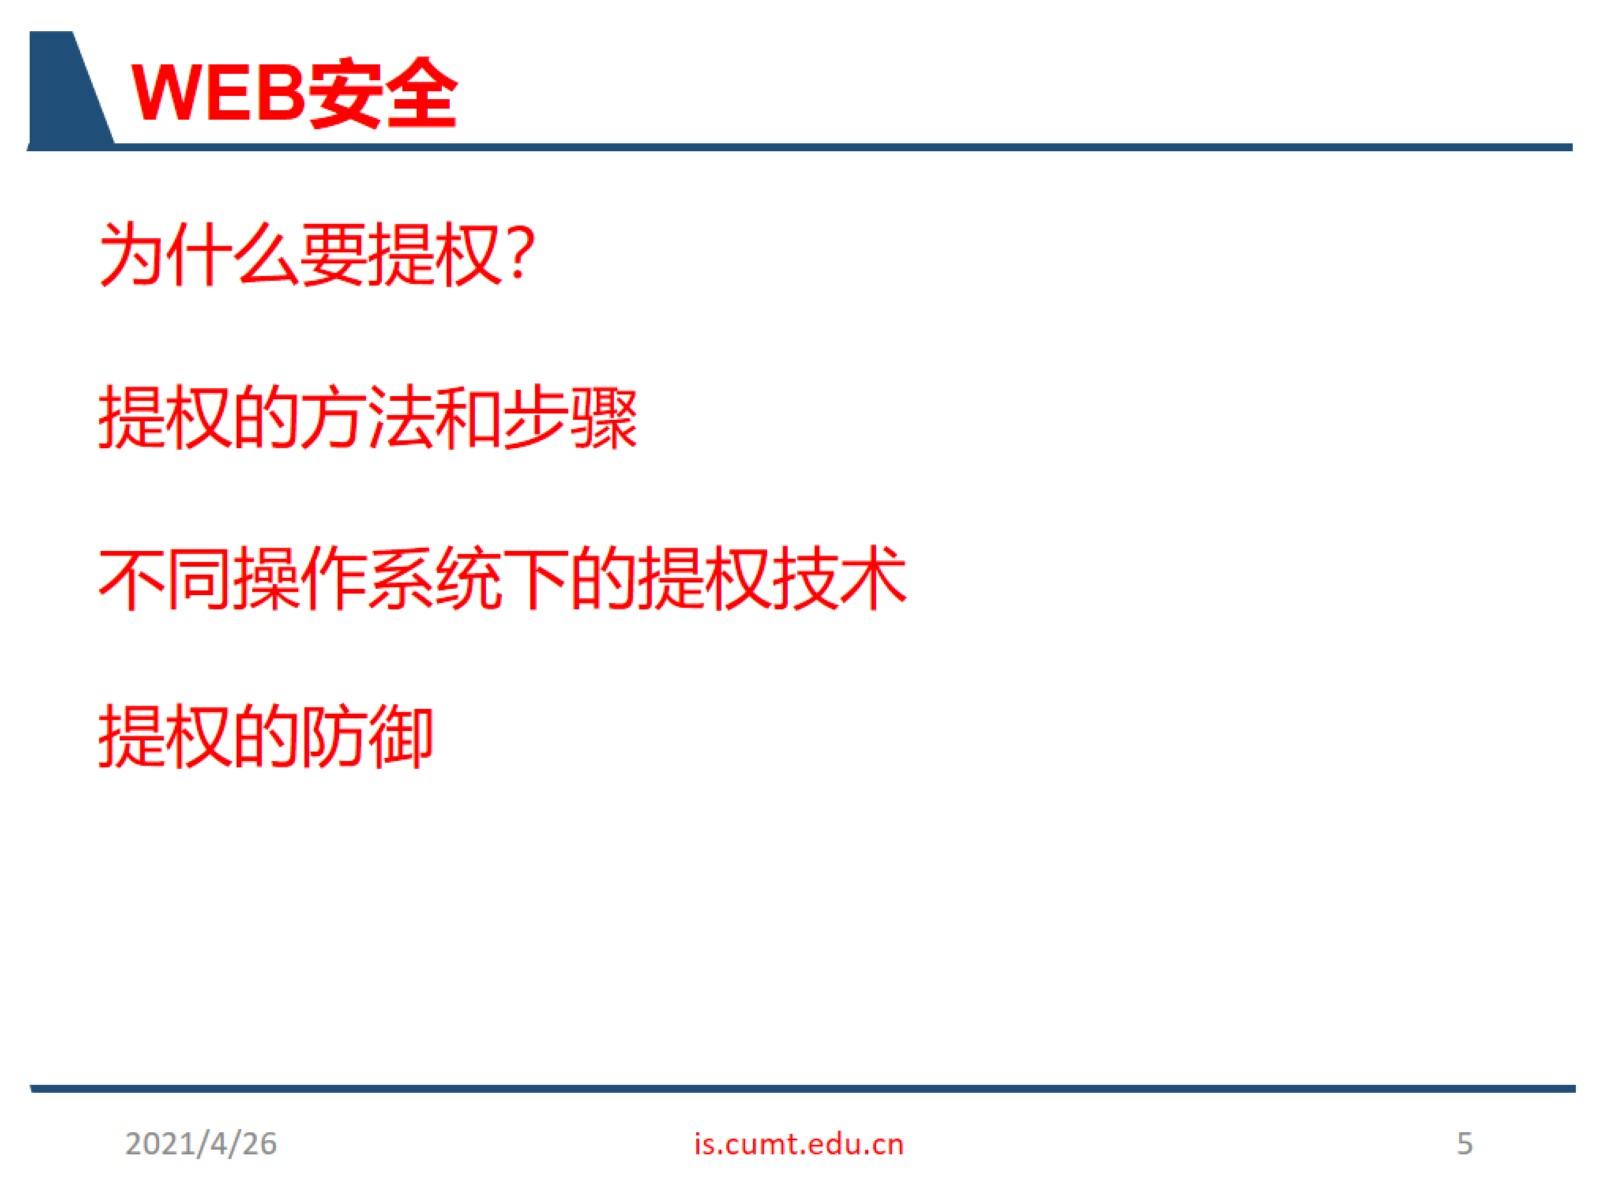 WEB安全
为什么要提权？
提权的方法和步骤
不同操作系统下的提权技术
提权的防御
2021/4/26
is.cumt.edu.cn
5